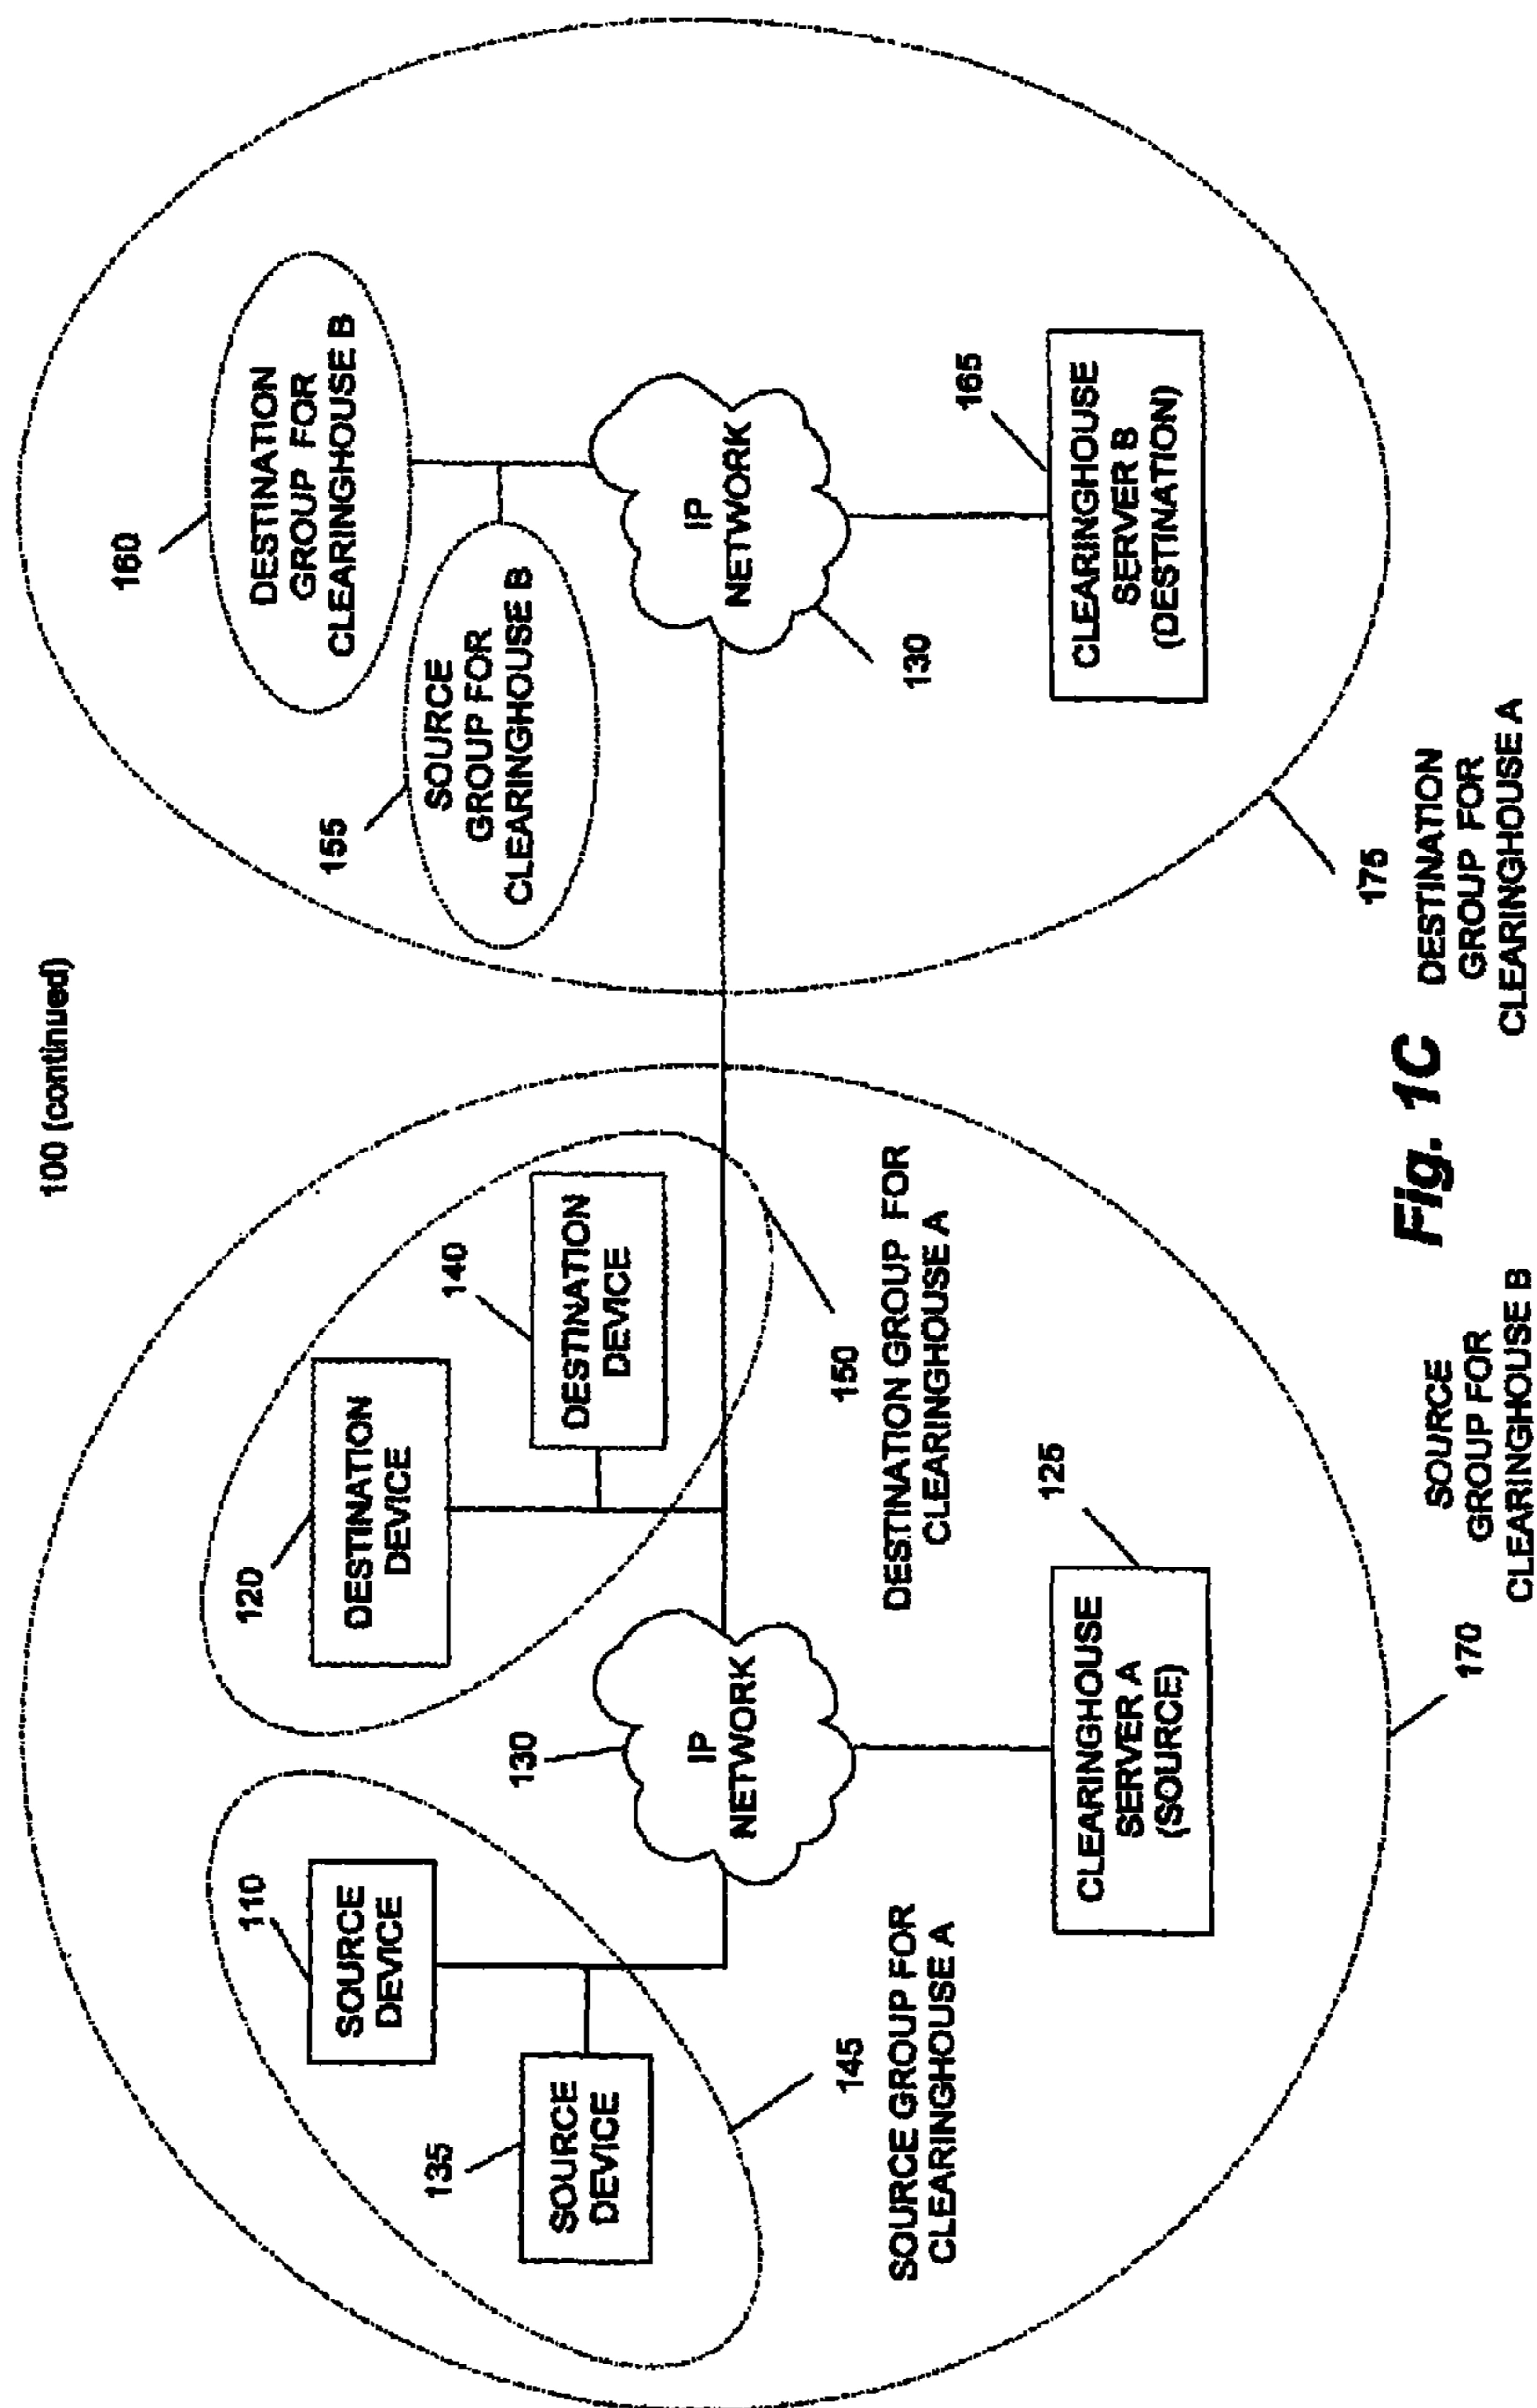 100 (continued)
110
SOURCE
DEVICE
135
SOURCE
DEVICE
145
SOURCE GROUP FOR
CLEARINGHOUSE A
120
DESTINATION
DEVICE
140
DESTINATION
DEVICE
150
DESTINATION GROUP FOR
CLEARINGHOUSE A
130
IP
NETWORK
125
CLEARINGHOUSE
SERVER A
(SOURCE)
170
SOURCE
GROUP FOR
CLEARINGHOUSE B
160
DESTINATION
GROUP FOR
CLEARINGHOUSE B
155
SOURCE
GROUP FOR
CLEARINGHOUSE B
IP
NETWORK
130
165
CLEARINGHOUSE
SERVER B
(DESTINATION)
175
DESTINATION
GROUP FOR
CLEARINGHOUSE A
Fig. 1C